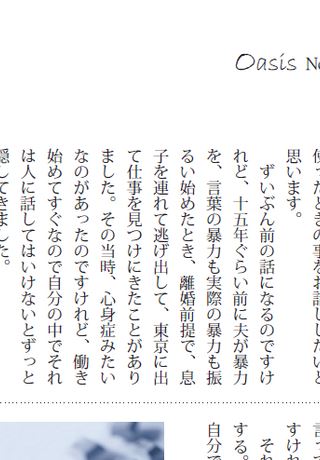 Oasis
使ったときの事をお話ししたいと
思います。
ずいぶん前の話になるのですけ
れど、十五年ぐらい前に夫が暴力
を、言葉の暴力も実際の暴力も振
るい始めたとき、離婚前提で、息
子を連れて逃げ出して、東京に出
て仕事を見つけにきたことがあり
ました。その当時、心身症みたい
なのがあったのですけれど、働き
始めてすぐなので自分の中でそれ
は人に話してはいけないとずっと
隠してきました。
すけれ
それ
する。
自分で